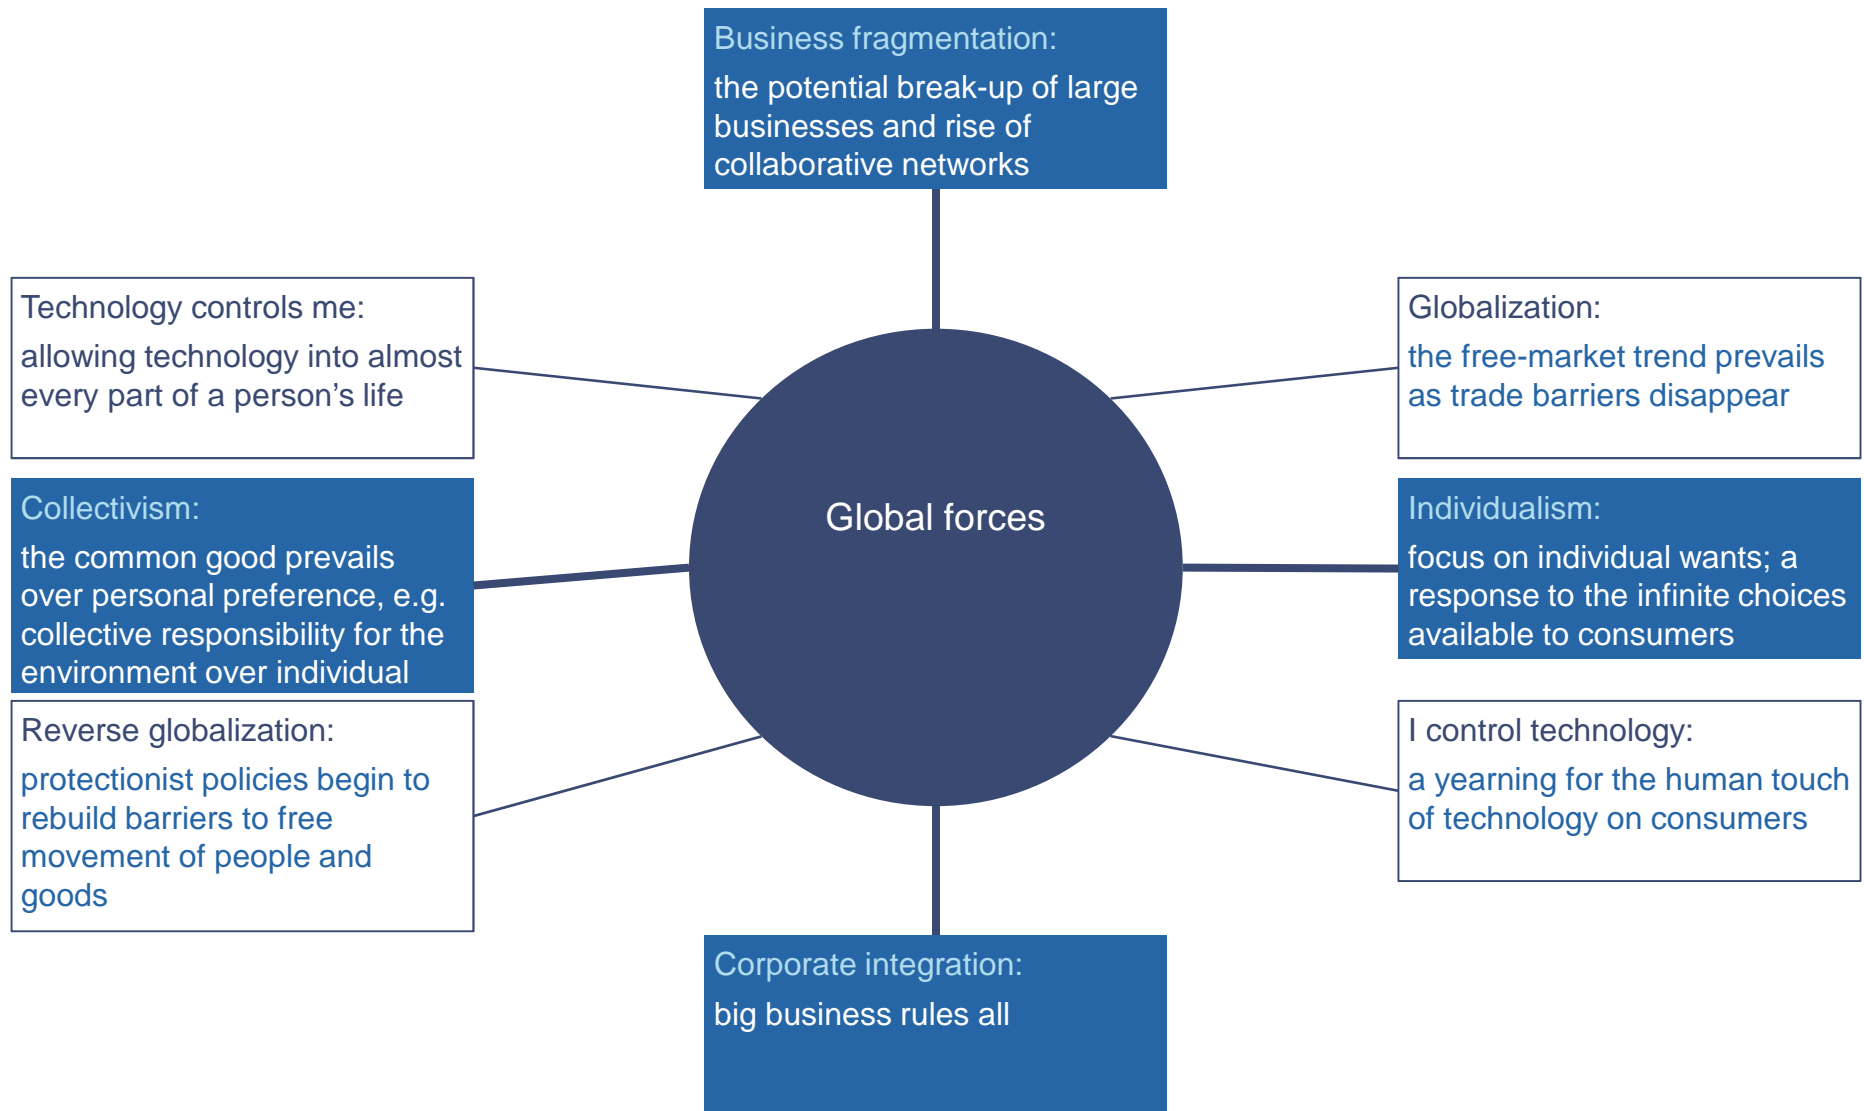 Business fragmentation:
the potential break-up of large
businesses and rise of
collaborative networks
Technology controls me:
allowing technology into almost
every part of a person’s life
Globalization:
the free-market trend prevails
as trade barriers disappear
Global forces
Collectivism:
the common good prevails
over personal preference, e.g.
collective responsibility for the
environment over individual
Individualism:
focus on individual wants; a
response to the infinite choices
available to consumers
Reverse globalization:
protectionist policies begin to
rebuild barriers to free
movement of people and
goods
I control technology:
a yearning for the human touch
of technology on consumers
Corporate integration:
big business rules all